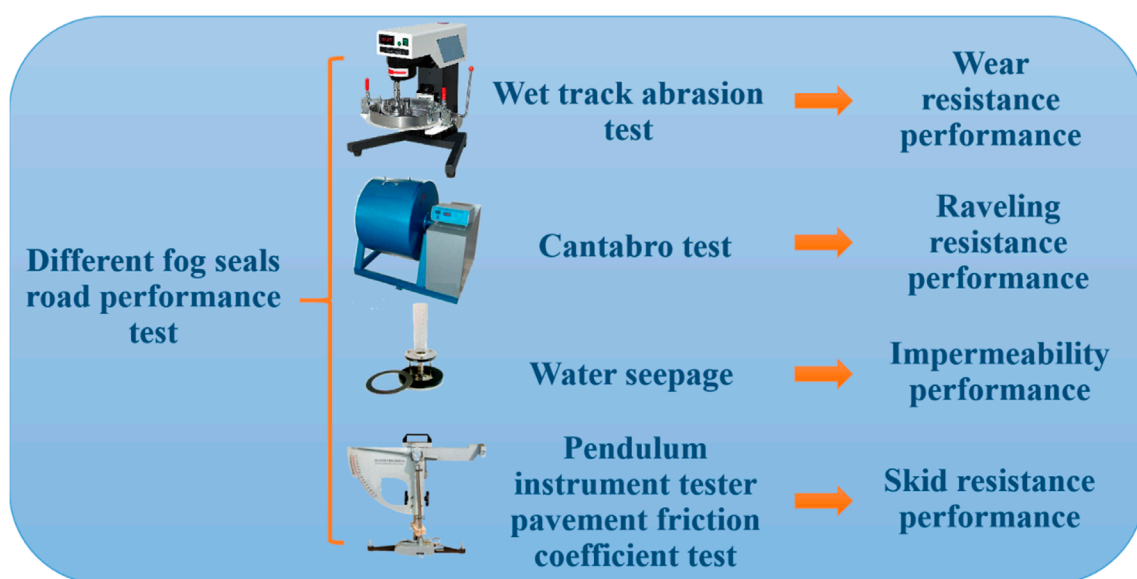 Different fog seals
road performance
test
Wet track abrasion
test
Wear
resistance
performance
Cantabro test
Raveling
resistance
performance
Water seepage
Impermeability
performance
Pendulum
instrument tester
pavement friction
coefficient test
Skid resistance
performance